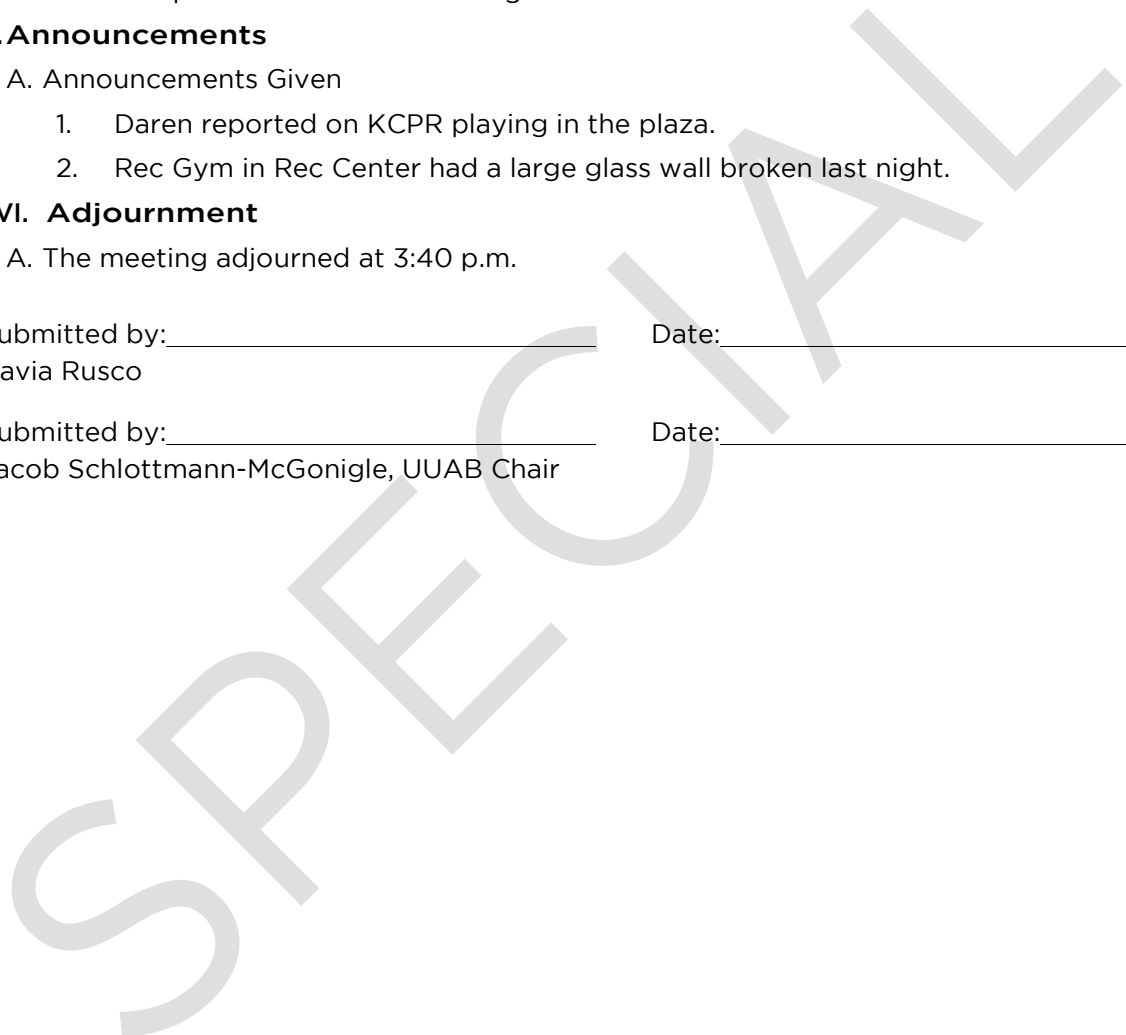 .Announcements
A. Announcements Given
1. Daren reported on KCPR playing in the plaza.
2. Rec Gym in Rec Center had a large glass wall broken last night.
VI. Adjournment
A. The meeting adjourned at 3:40 p.m.
ubmitted by: Date:
avia Rusco
ubmitted by: Date:
acob Schlottmann-McGonigle, UUAB Chair
SPECIAL